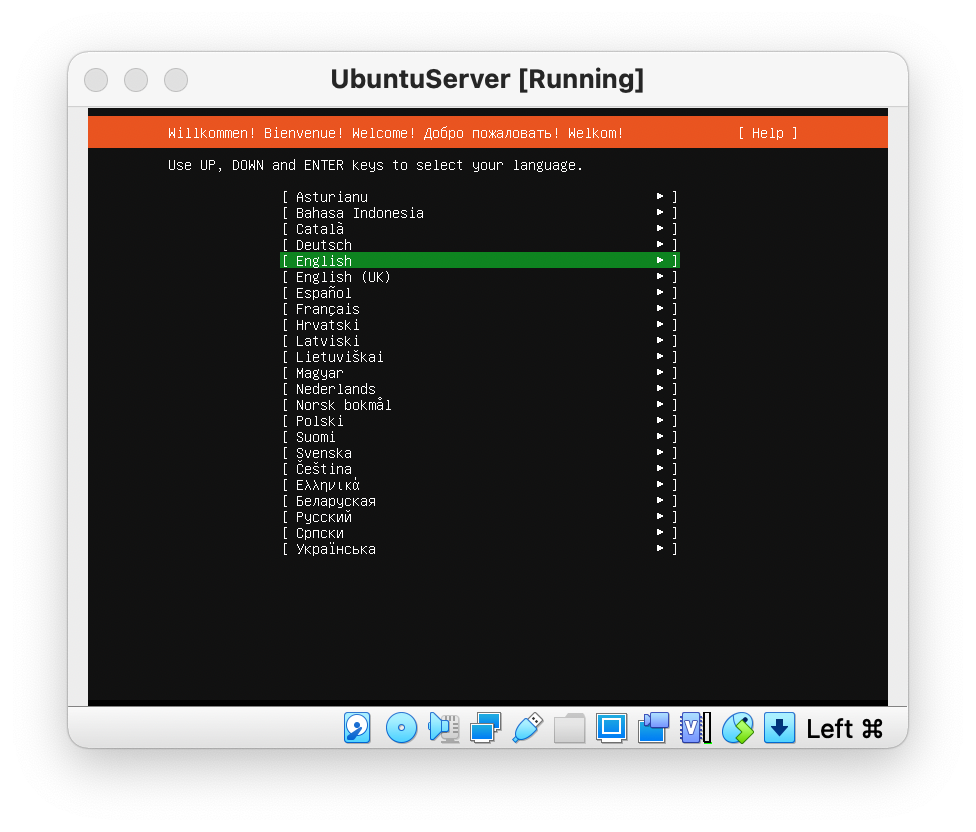 UbuntuServer [Running]
Willkommen! Bienvenue! Welcome! Добро пожаловать! Welkom! [ Help ]
Use UP, DOWN and ENTER keys to select your language.
[ Asturianu ▸ ]
[ Bahasa Indonesia ▸ ]
[ Català ▸ ]
[ Deutsch ▸ ]
[ English ▸ ]
[ English (UK) ▸ ]
[ Español ▸ ]
[ Français ▸ ]
[ Hrvatski ▸ ]
[ Latviski ▸ ]
[ Lietuviškai ▸ ]
[ Magyar ▸ ]
[ Nederlands ▸ ]
[ Norsk bokmål ▸ ]
[ Polski ▸ ]
[ Suomi ▸ ]
[ Svenska ▸ ]
[ Čeština ▸ ]
[ Ελληνικά ▸ ]
[ Беларуская ▸ ]
[ Русский ▸ ]
[ Српски ▸ ]
[ Українська ▸ ]
V
Left ⌘